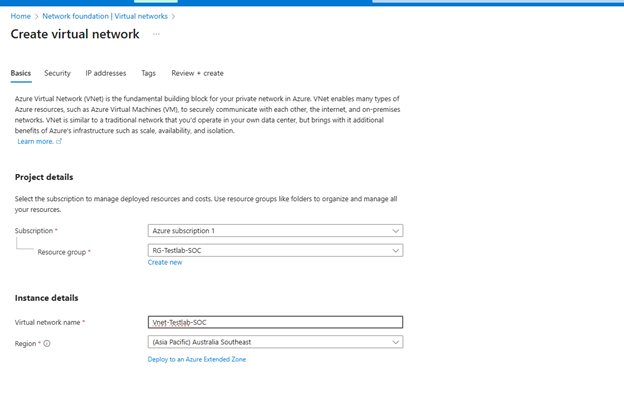 Home > Network foundation | Virtual networks >
Create virtual network ...
Basics Security IP addresses Tags Review + create
Azure Virtual Network (VNet) is the fundamental building block for your private network in Azure. VNet enables many types of
Azure resources, such as Azure Virtual Machines (VM), to securely communicate with each other, the internet, and on-premises
networks. VNet is similar to a traditional network that you'd operate in your own data center, but brings with it additional
benefits of Azure's infrastructure such as scale, availability, and isolation.
Learn more.
Project details
Select the subscription to manage deployed resources and costs. Use resource groups like folders to organize and manage all
your resources.
Subscription * Azure subscription 1
Resource group * RG-Testlab-SOC
Create new
Instance details
Virtual network name * Vnet-Testlab-SOC
Region * (Asia Pacific) Australia Southeast
Deploy to an Azure Extended Zone